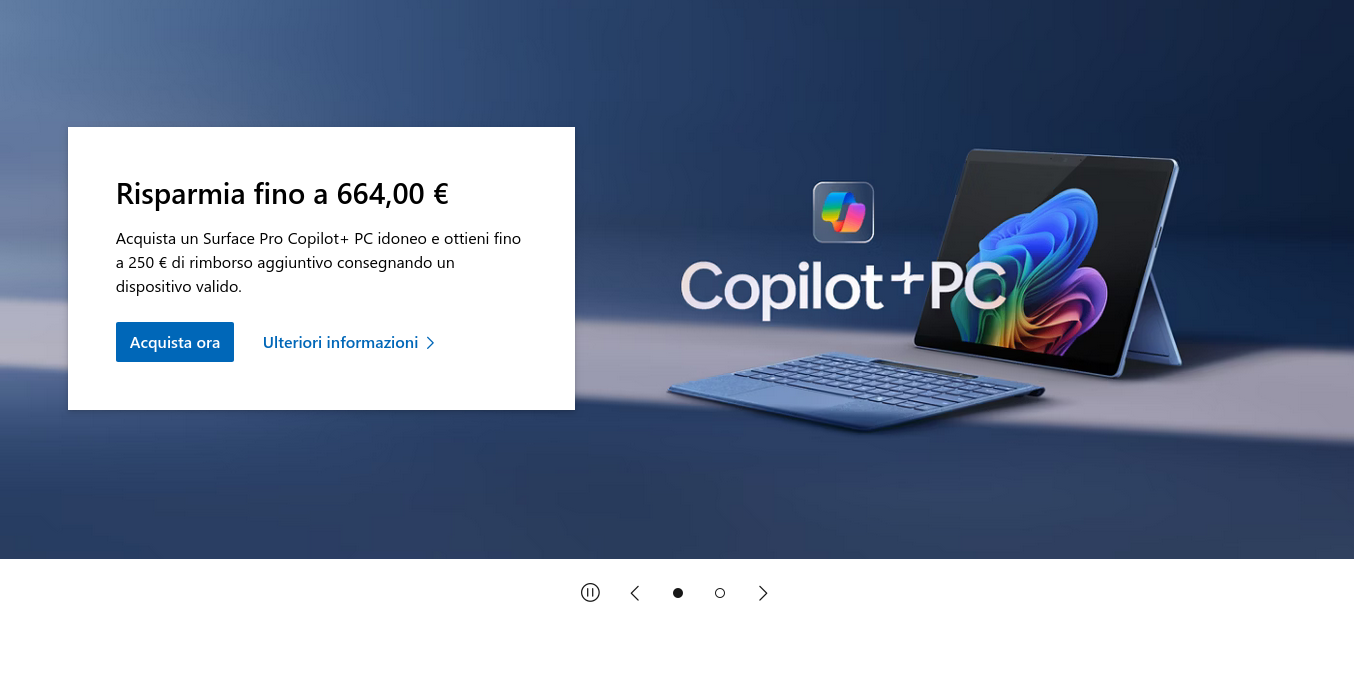 Risparmia fino a 664,00 €
Acquista un Surface Pro Copilot+ PC idoneo e ottieni fino
a 250 € di rimborso aggiuntivo consegnando un
dispositivo valido.
Acquista ora
Ulteriori informazioni
Copilot+PC